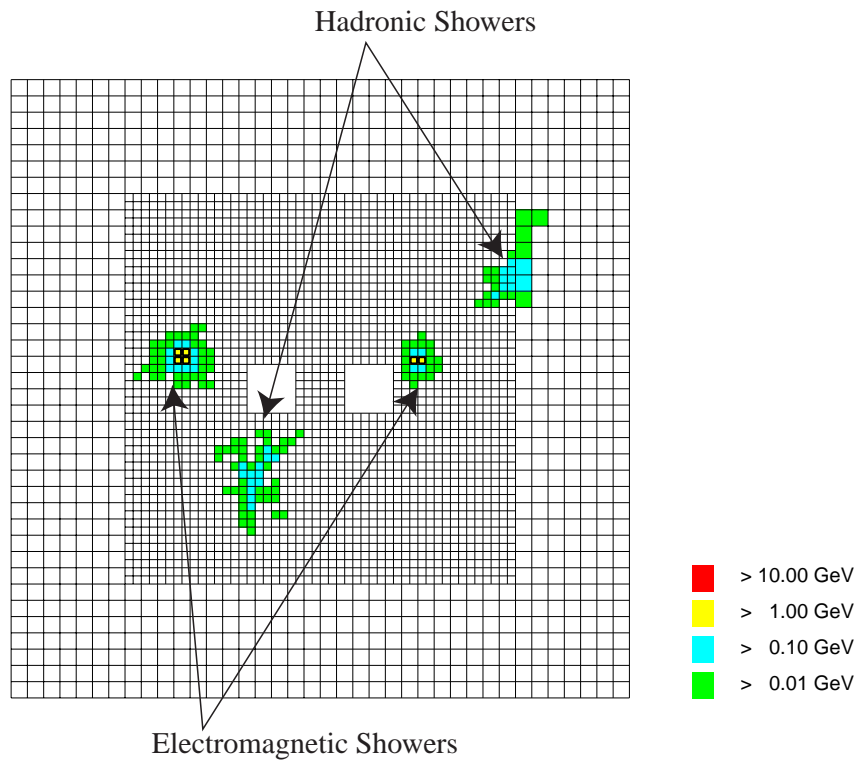 Hadronic Showers
> 10.00 GeV
> 1.00 GeV
> 0.10 GeV
> 0.01 GeV
Electromagnetic Showers